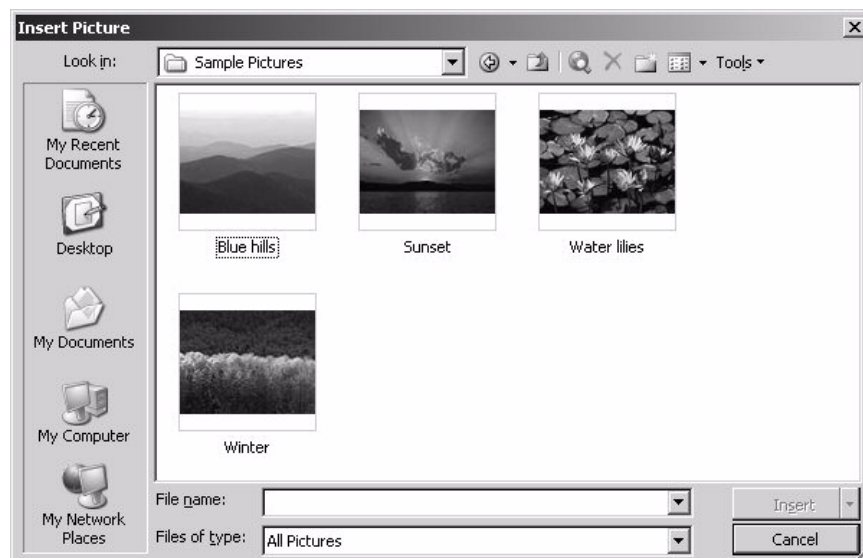 Insert Picture
Look in:
Sample Pictures
Tools
My Recent
Documents
Desktop
My Documents
My Computer
My Network
Places
Blue hills
Sunset
Water lilies
Winter
File name:
Insert
Files of type:
All Pictures
Cancel